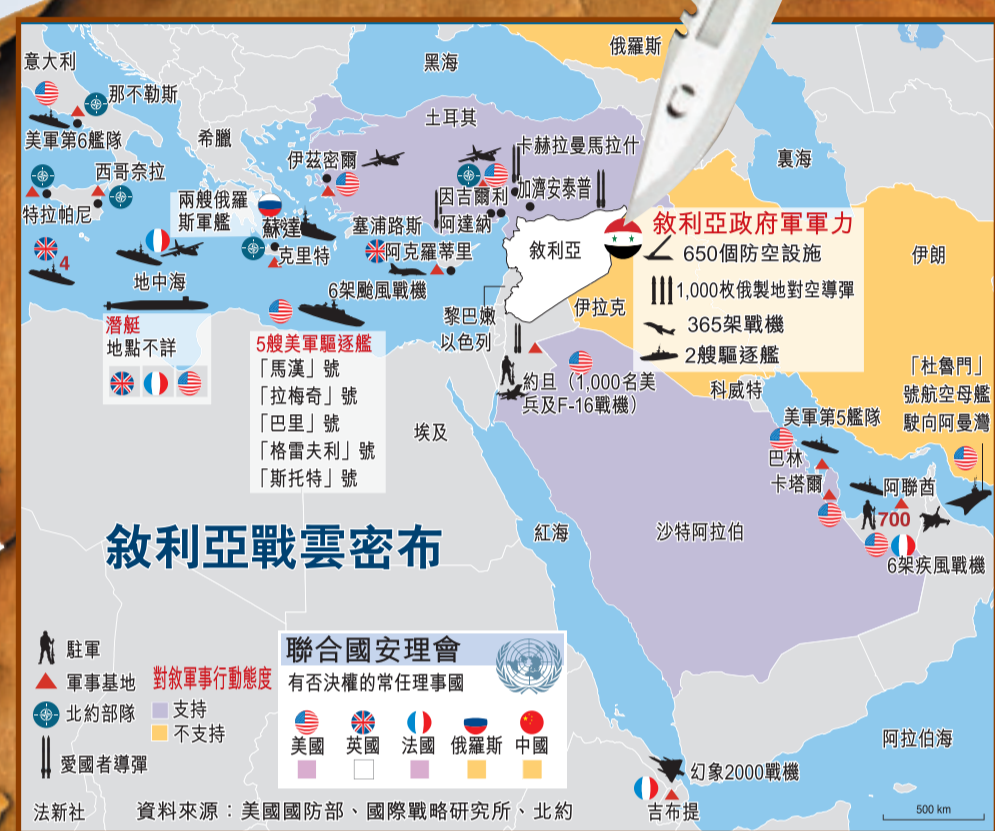 俄羅斯
意大利
黑海
那不勒斯
美軍第6艦隊
希臘
土耳其
裏海
西哥奈拉
特拉帕尼
伊茲密爾
卡赫拉曼馬拉什
因吉爾利
加濟安泰普
阿達納
兩艘俄羅
斯軍艦
蘇達
克里特
塞浦路斯
阿克羅蒂里
6架颱風戰機
4
地中海
敘利亞
敘利亞政府軍軍力
650個防空設施
1,000枚俄製地對空導彈
365架戰機
2艘驅逐艦
伊朗
伊拉克
黎巴嫩
以色列
潛艇
地點不詳
5艘美軍驅逐艦
「馬漢」號
「拉梅奇」號
「巴里」號
「格雷夫利」號
「斯托特」號
約旦（1,000名美
兵及F-16戰機）
埃及
科威特
「杜魯門」
號航空母艦
駛向阿曼灣
美軍第5艦隊
巴林
卡塔爾
阿聯酋
700
6架疾風戰機
紅海
沙特阿拉伯
敘利亞戰雲密布
駐軍
軍事基地
北約部隊
愛國者導彈
對敘軍事行動態度
支持
不支持
聯合國安理會
有否決權的常任理事國
美國 英國 法國 俄羅斯 中國
阿拉伯海
幻象2000戰機
吉布提
500 km
法新社
資料來源：美國國防部、國際戰略研究所、北約